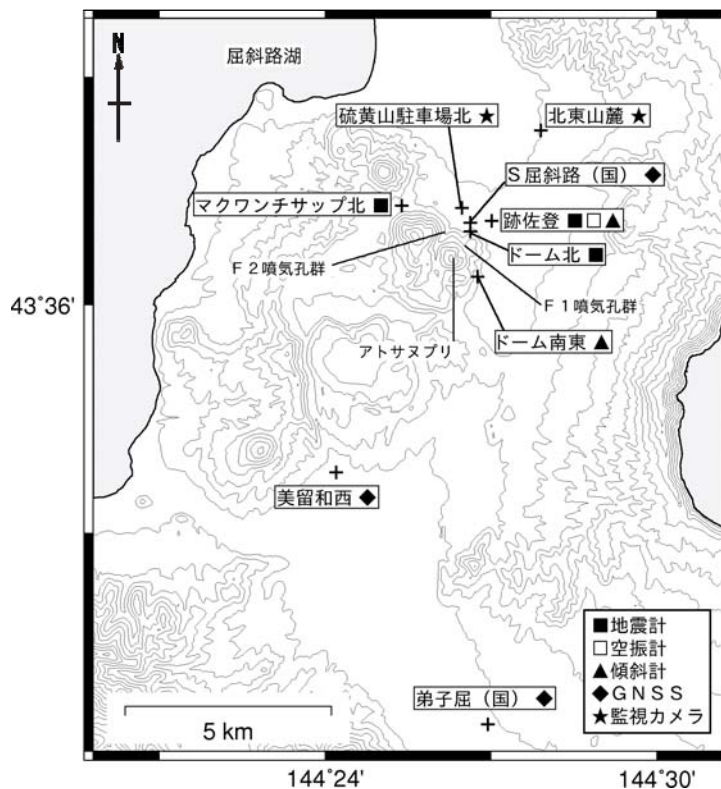 N
屈斜路湖
硫黄山駐車場北 ★
北東山麓 ★
S屈斜路(国) ◆
マクワンチサップ北 ■
跡佐登 ■ □ ▲
ドーム北 ■
F2噴気孔群
F1噴気孔群
43°36'
アトサヌプリ
ドーム南東 ▲
美留和西 ◆
■地震計
□空振計
▲傾斜計
◆GNSS
★監視カメラ
弟子屈(国) ◆
5 km
144°24'
144°30'